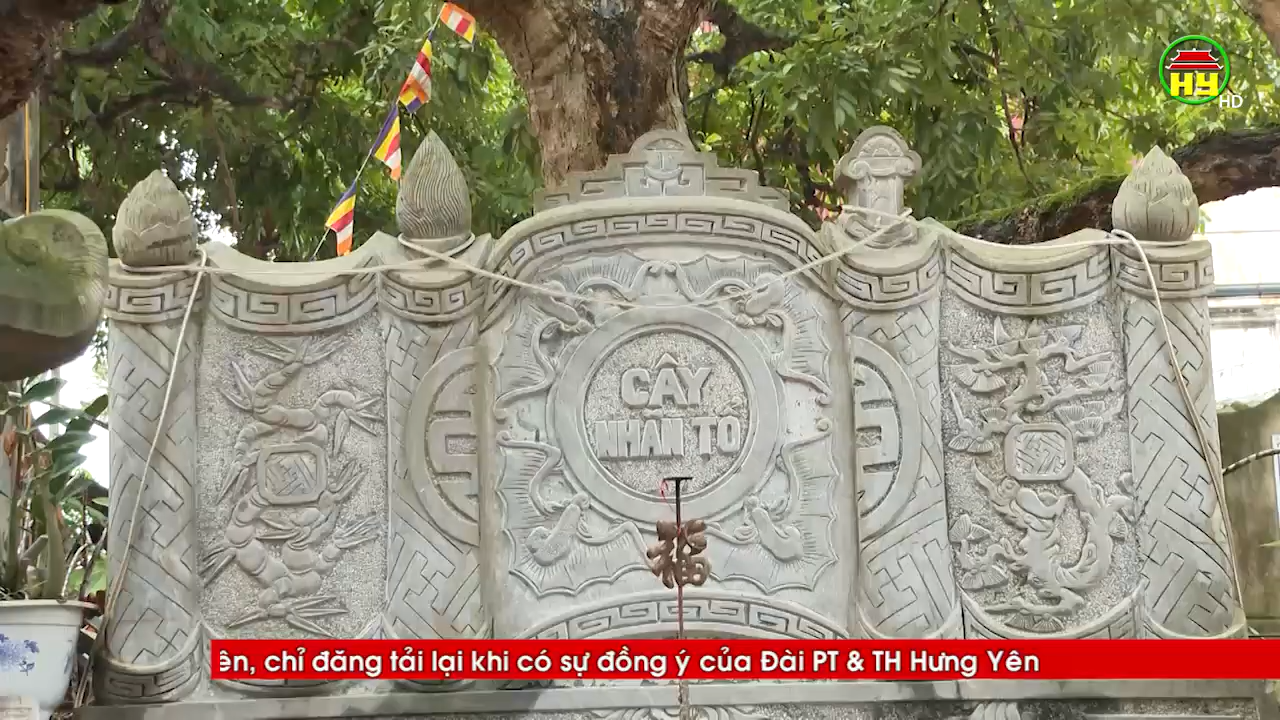 HY
HD
CÂY
NHÃN TỔ
福
ên, chỉ đăng tải lại khi có sự đồng ý của Đài PT & TH Hưng Yên